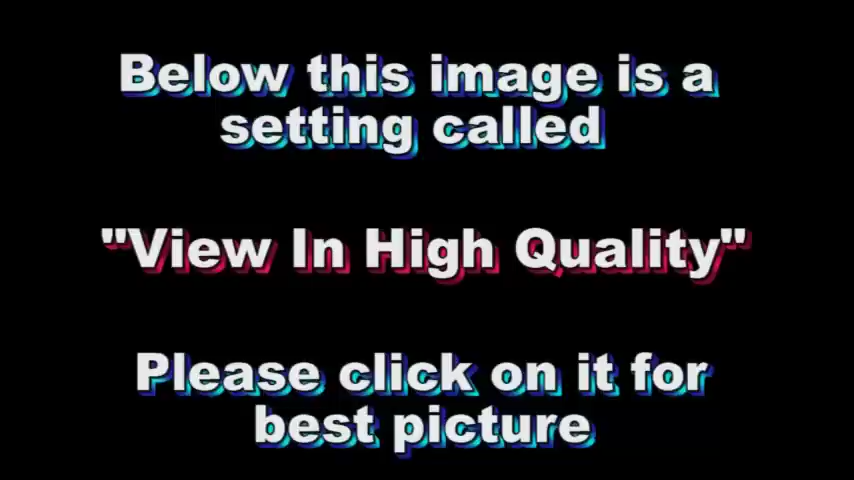 Below this image is a
setting called
"View In High Quality"
Please click on it for
best picture